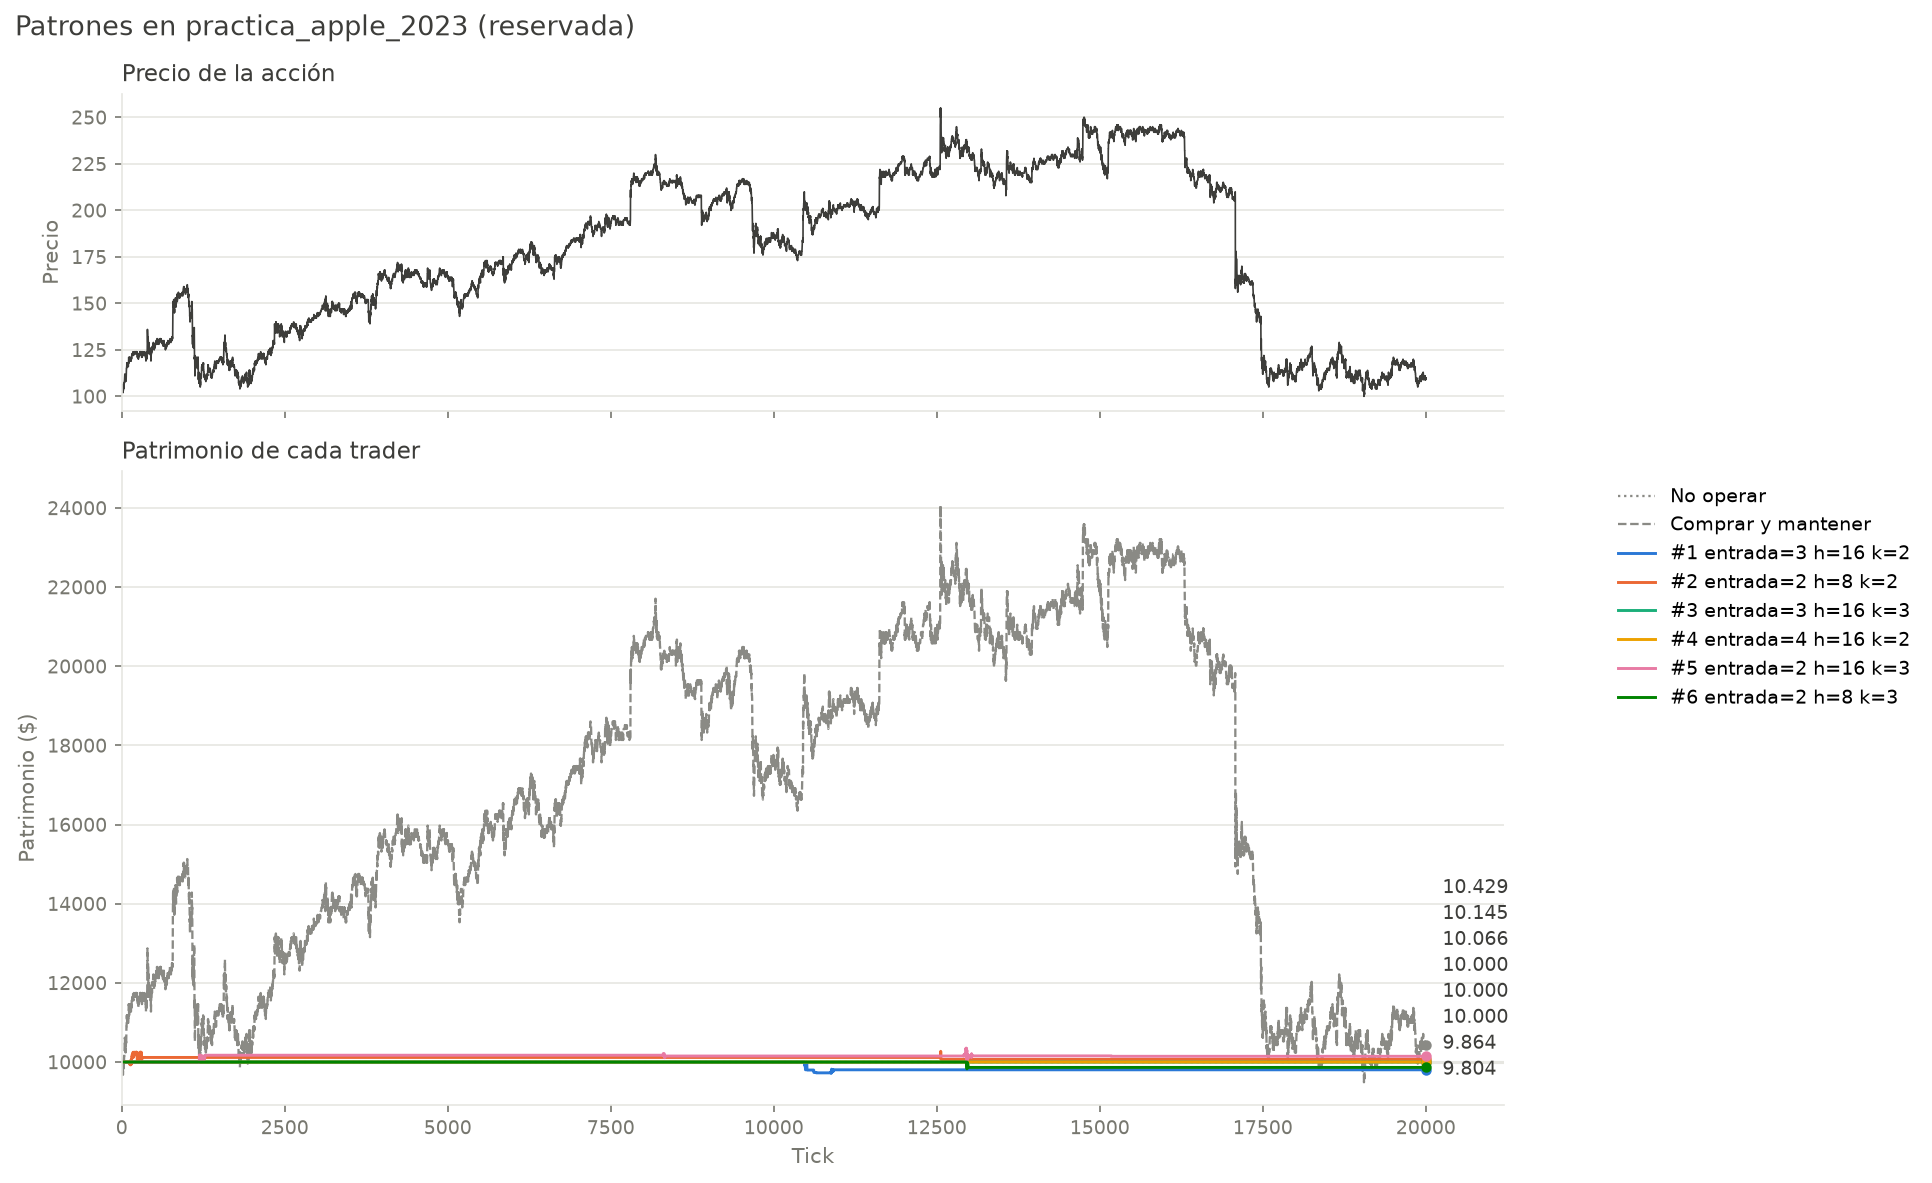 Patrones en practica_apple_2023 (reservada)
Precio de la acción
250
225
200
175
150
125
100
Precio
Patrimonio de cada trader
24000
22000
20000
18000
16000
14000
12000
10000
Patrimonio ($)
0
2500
5000
7500
10000
12500
15000
17500
20000
Tick
10.429
10.145
10.066
10.000
10.000
10.000
9.864
9.804
No operar
Comprar y mantener
#1 entrada=3 h=16 k=2
#2 entrada=2 h=8 k=2
#3 entrada=3 h=16 k=3
#4 entrada=4 h=16 k=2
#5 entrada=2 h=16 k=3
#6 entrada=2 h=8 k=3